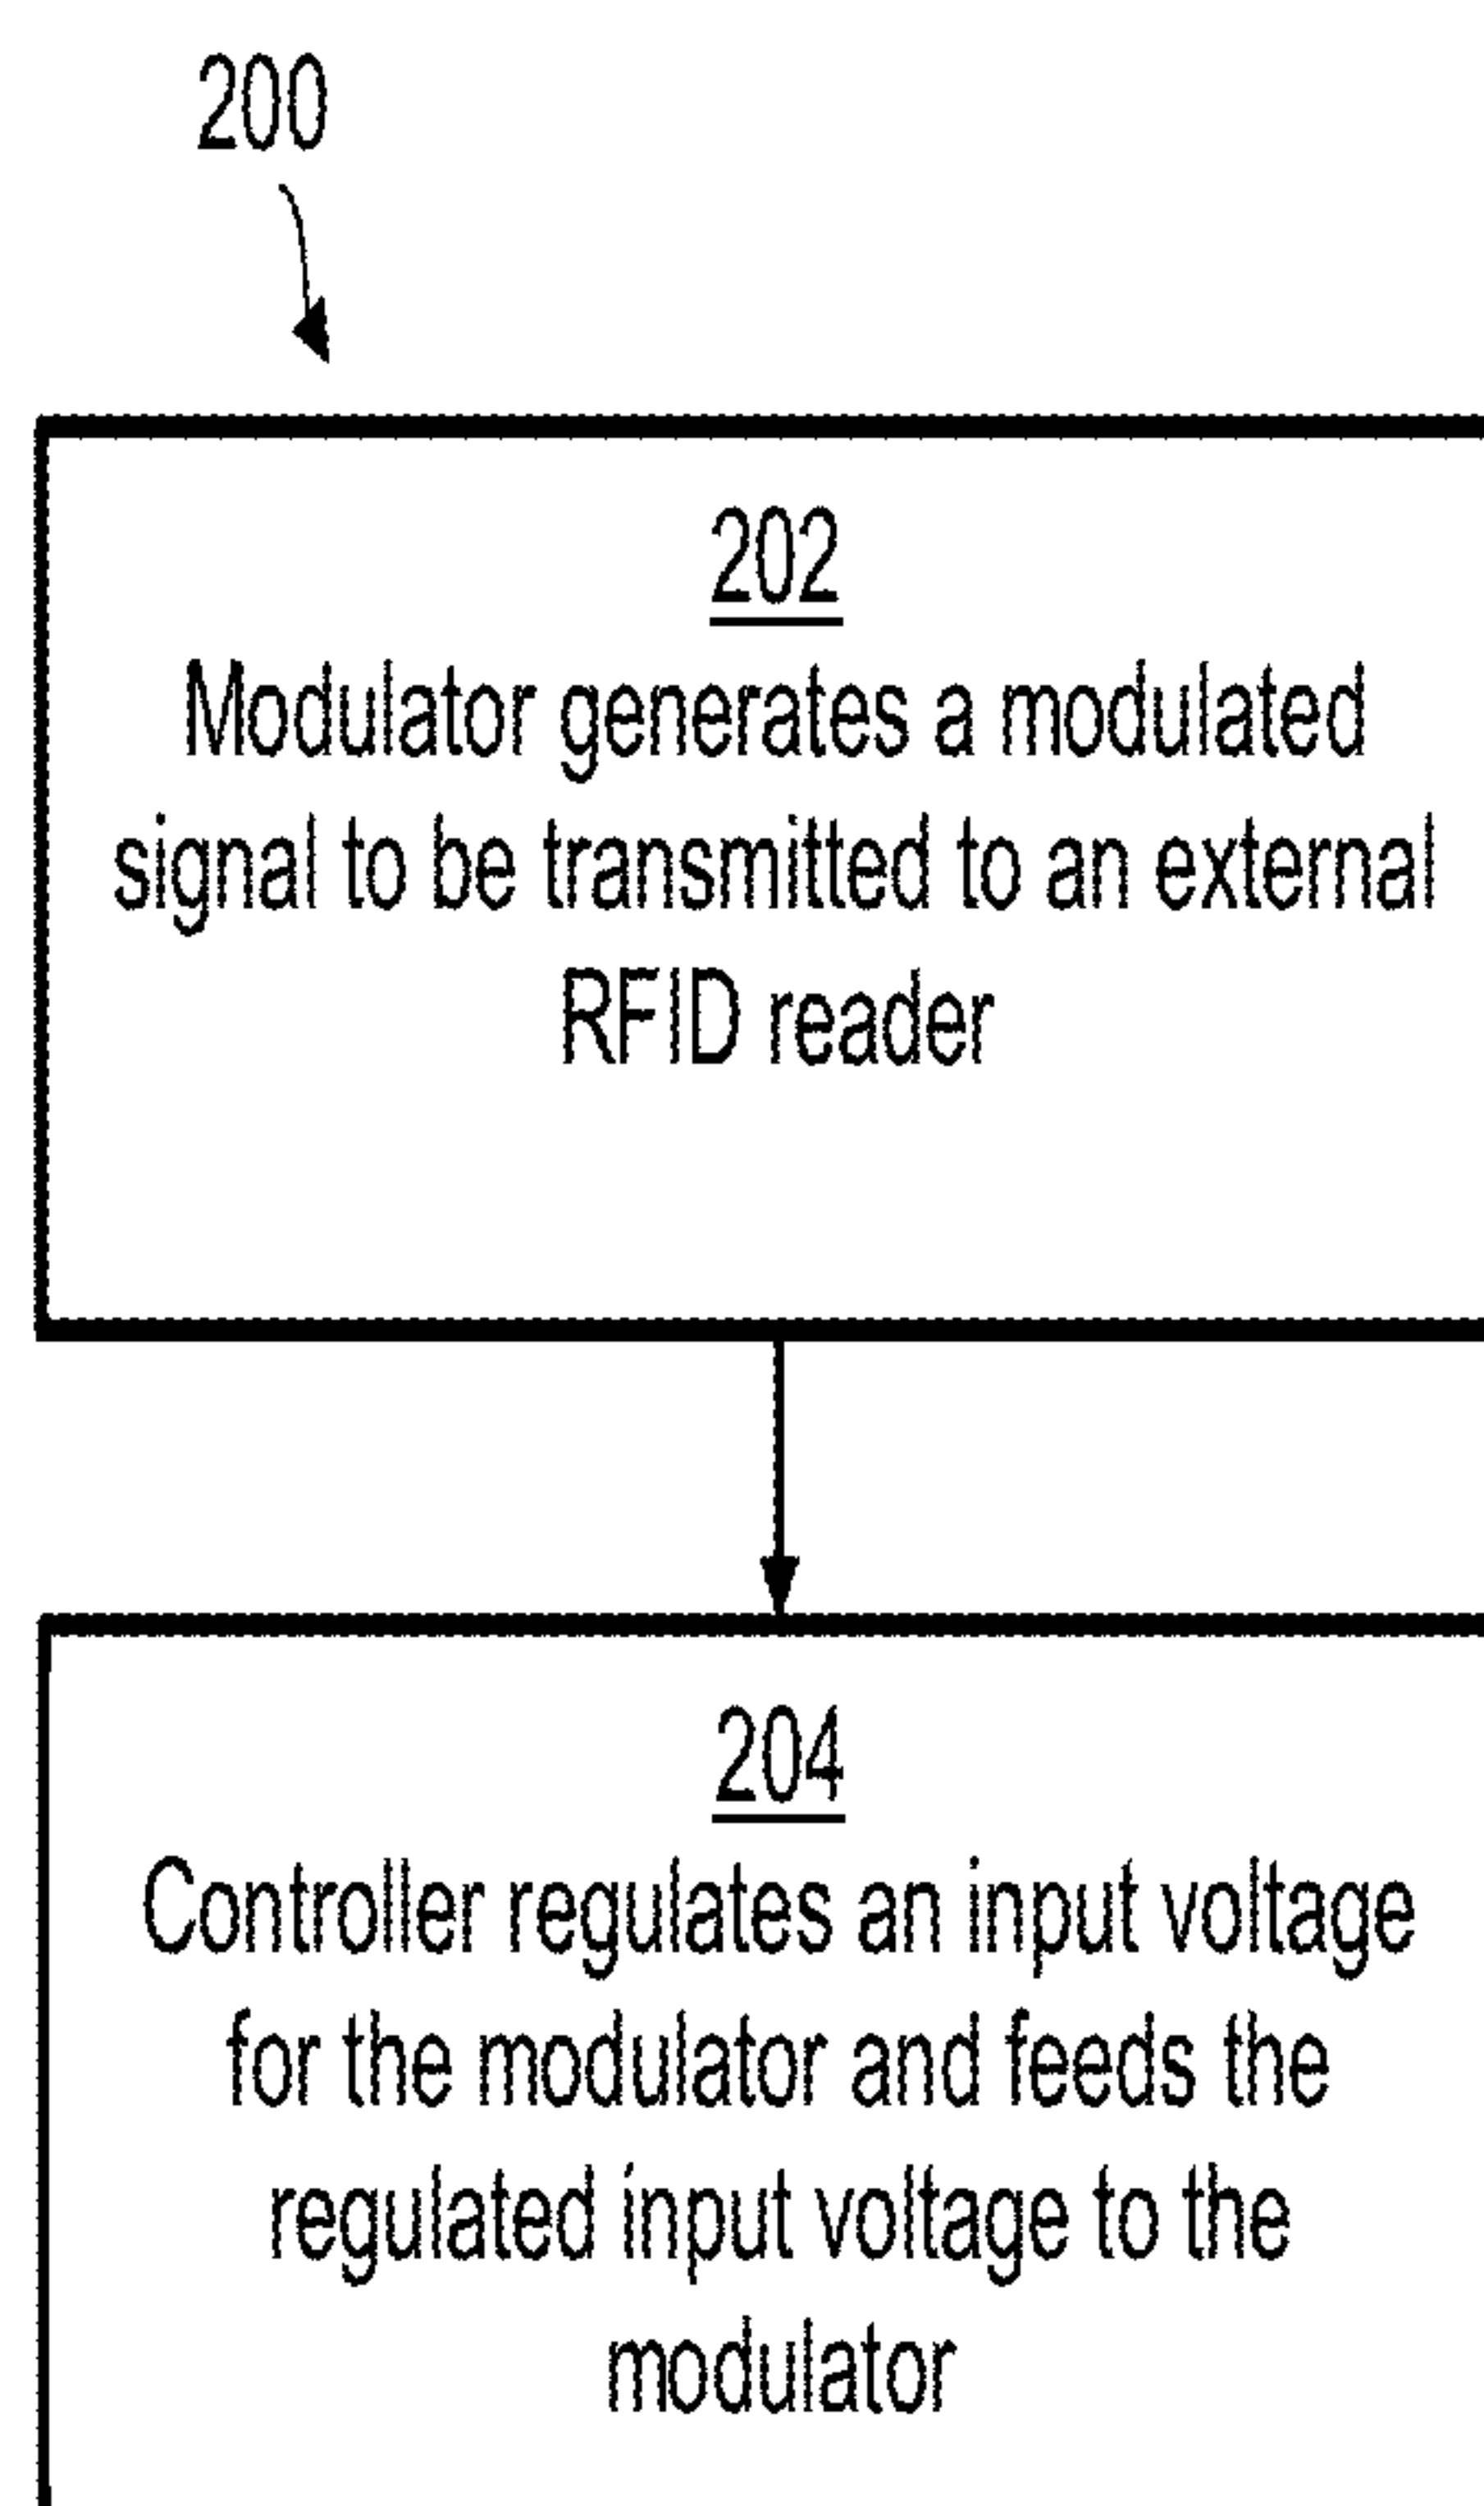 200
202
Modulator generates a modulated
signal to be transmitted to an external
RFID reader
204
Controller regulates an input voltage
for the modulator and feeds the
regulated input voltage to the
modulator